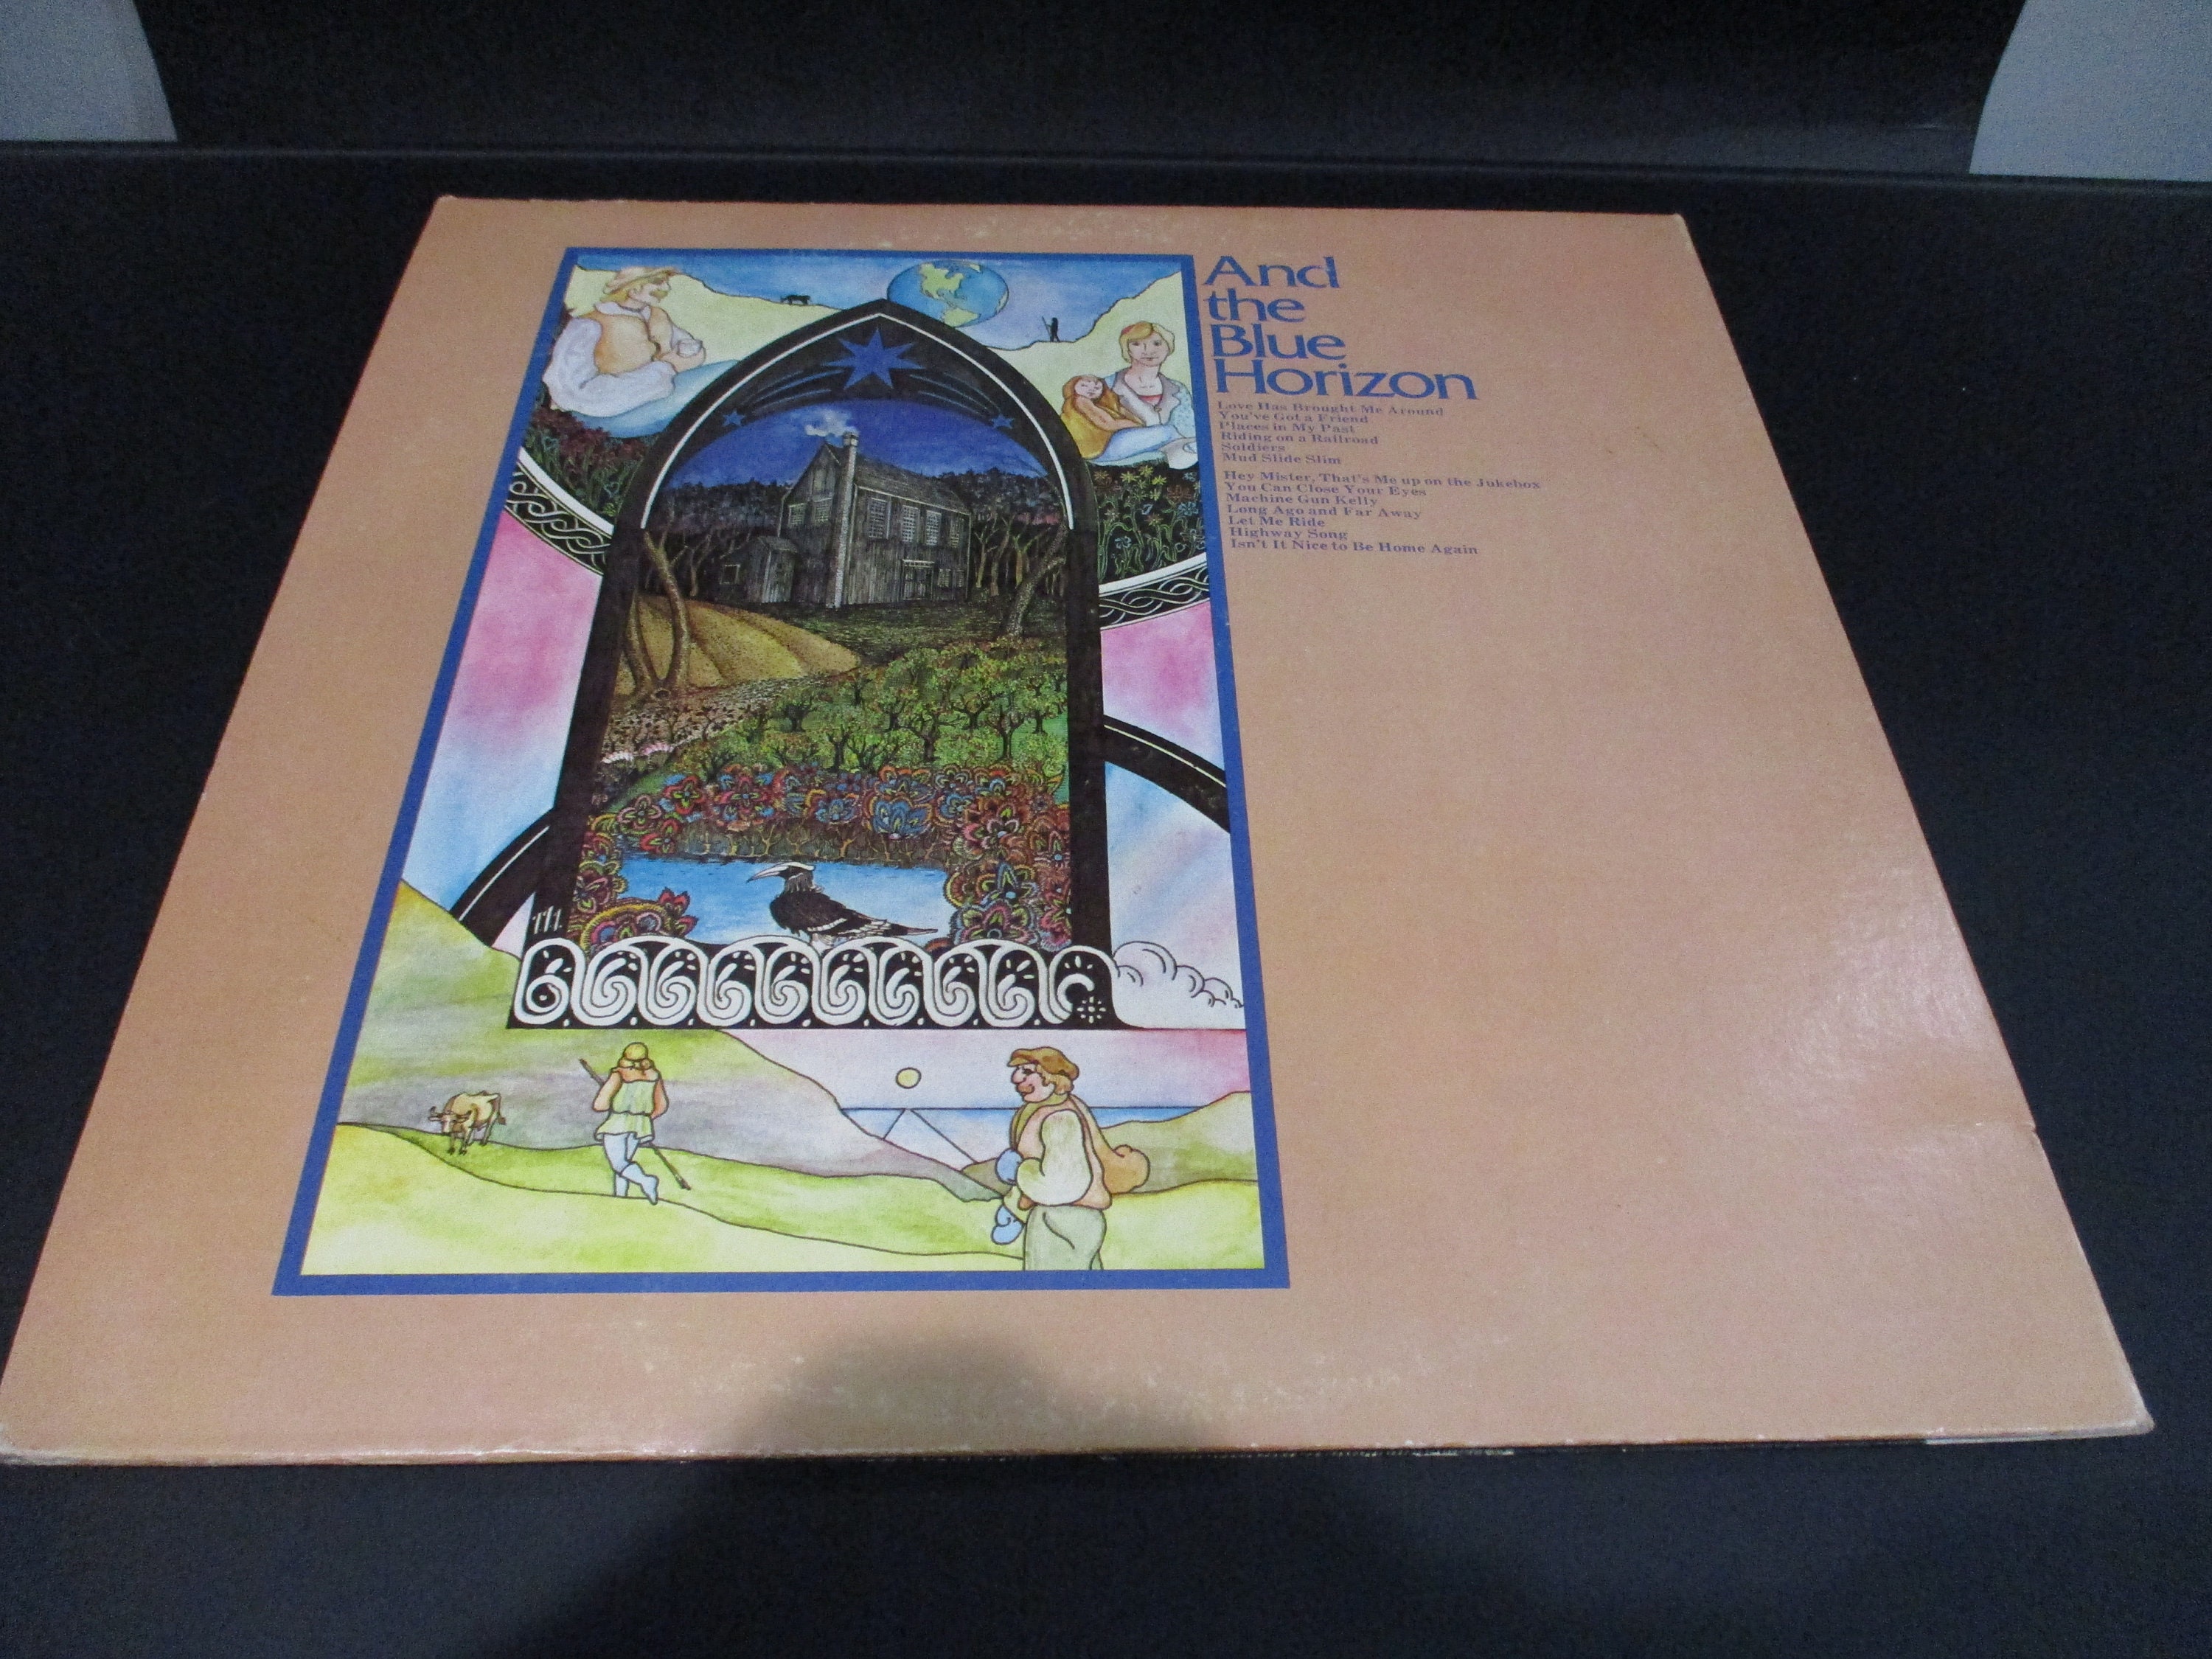 And
the
Blue
Horizon
Love Has Brought Me Around
You've Got a Friend
Places in My Past
Riding on a Railroad
Soldiers
Mud Slide Slim
Hey Mister, That's Me up on the Jukebox
You Can Close Your Eyes
Machine Gun Kelly
Long Ago and Far Away
Let Me Ride
Highway Song
Isn't It Nice to Be Home Again